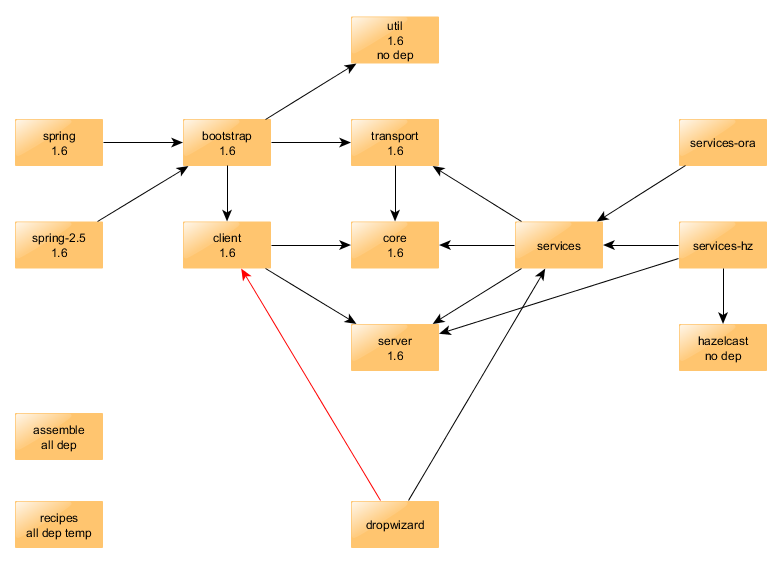 util
1.6
no dep
spring
1.6
bootstrap
1.6
transport
1.6
services-ora
spring-2.5
1.6
client
1.6
core
1.6
services
services-hz
server
1.6
hazelcast
no dep
assemble
all dep
recipes
all dep temp
dropwizard